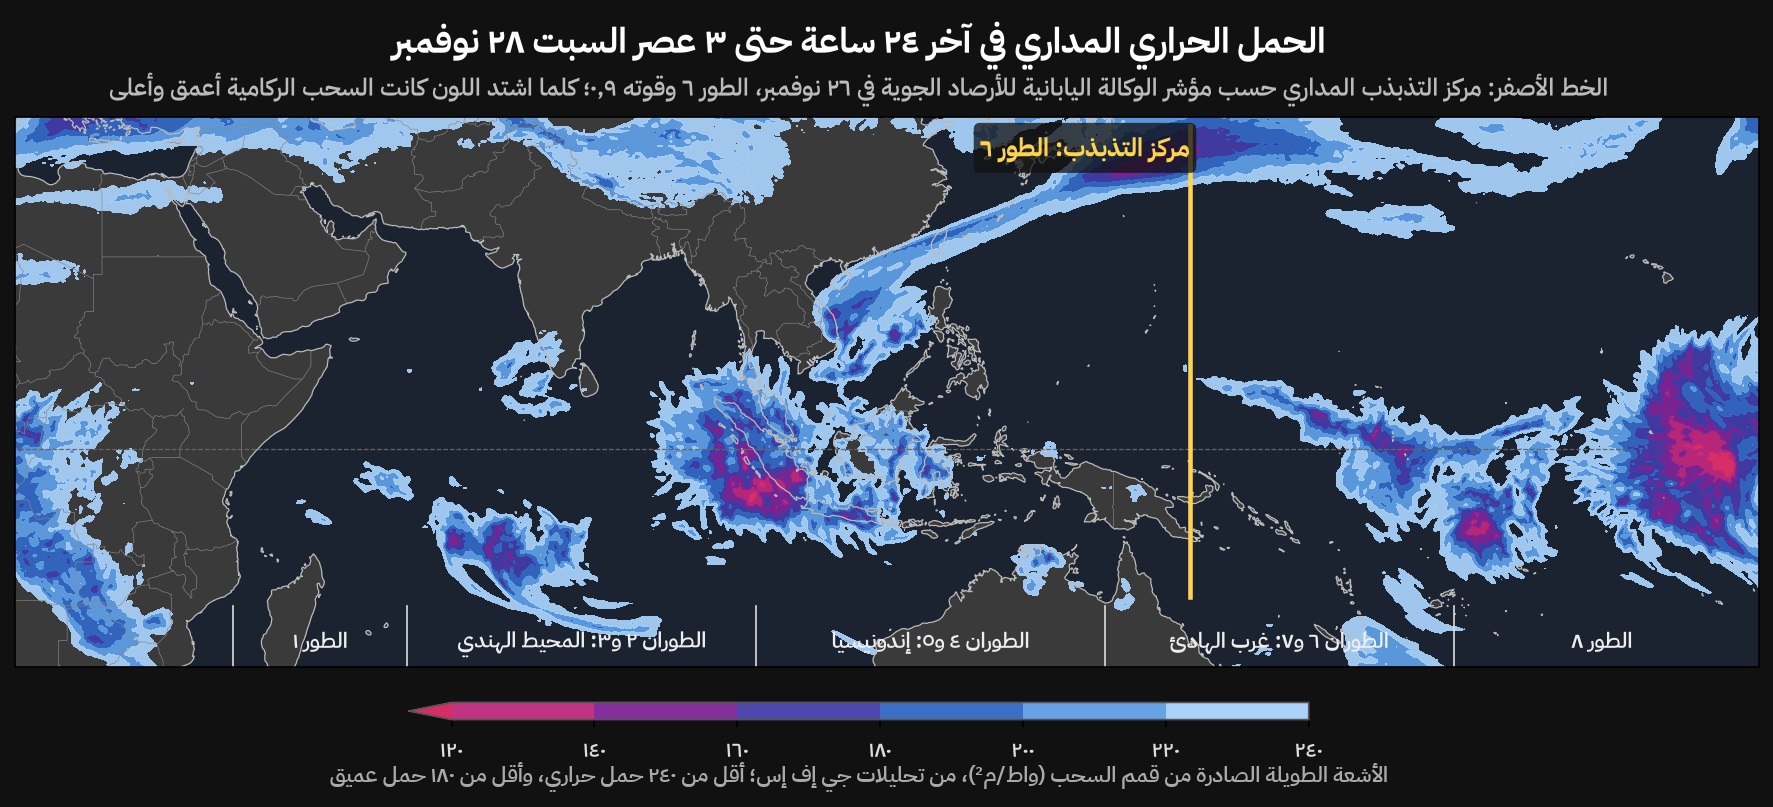 الحمل الحراري المداري في آخر ٢٤ ساعة حتى ٣ عصر السبت ٢٨ نوفمبر
الخط الأصفر: مركز التذبذب المداري حسب مؤشر الوكالة اليابانية للأرصاد الجوية في ٢٦ نوفمبر، الطور ٦ وقوته ٠,٩؛ كلما اشتد اللون كانت السحب الركامية أعمق وأعلى
مركز التذبذب: الطور ٦
الطور ٨
الطوران ٦ و٧: غرب الهادئ
الطوران ٤ و٥: إندونيسيا
الطوران ٢ و٣: المحيط الهندي
الطور ١
١٢٠ ١٤٠ ١٦٠ ١٨٠ ٢٠٠ ٢٢٠ ٢٤٠
الأشعة الطويلة الصادرة من قمم السحب (واط/م²)، من تحليلات جي إف إس؛ أقل من ٢٤٠ حمل حراري، وأقل من ١٨٠ حمل عميق